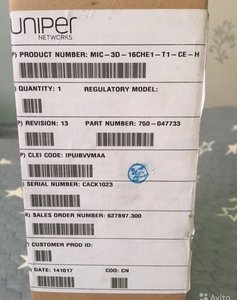 JUNIPER
NETWORKS
P) PRODUCT NUMBER: MIC-3D-16CHE1-T1-CE-H
) QUANTITY: 1 REGULATORY MODEL:
P) REVISION: 13 PART NUMBER: 750-047733
P) CLEI CODE: IPUIBVVMAA
) SERIAL NUMBER: CACK1023
K) SALES ORDER NUMBER: 627897.300
) CUSTOMER PROD ID:
) DATE: 141017 COO: CN
Avito